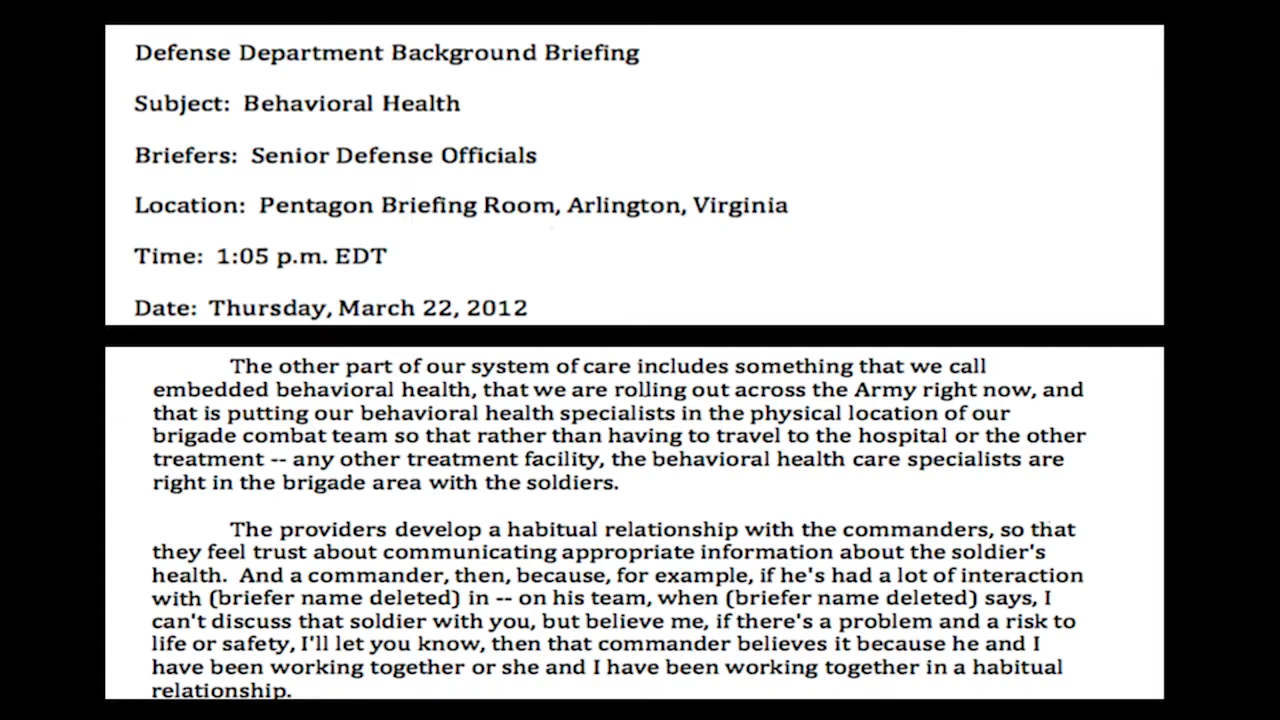 Defense Department Background Briefing
Subject:  Behavioral Health
Briefers:  Senior Defense Officials
Location:  Pentagon Briefing Room, Arlington, Virginia
Time:  1:05 p.m. EDT
Date:  Thursday, March 22, 2012
The other part of our system of care includes something that we call
embedded behavioral health, that we are rolling out across the Army right now, and
that is putting our behavioral health specialists in the physical location of our
brigade combat team so that rather than having to travel to the hospital or the other
treatment -- any other treatment facility, the behavioral health care specialists are
right in the brigade area with the soldiers.
The providers develop a habitual relationship with the commanders, so that
they feel trust about communicating appropriate information about the soldier's
health.  And a commander, then, because, for example, if he's had a lot of interaction
with (briefer name deleted) in -- on his team, when (briefer name deleted) says, I
can't discuss that soldier with you, but believe me, if there's a problem and a risk to
life or safety, I'll let you know, then that commander believes it because he and I
have been working together or she and I have been working together in a habitual
relationship.